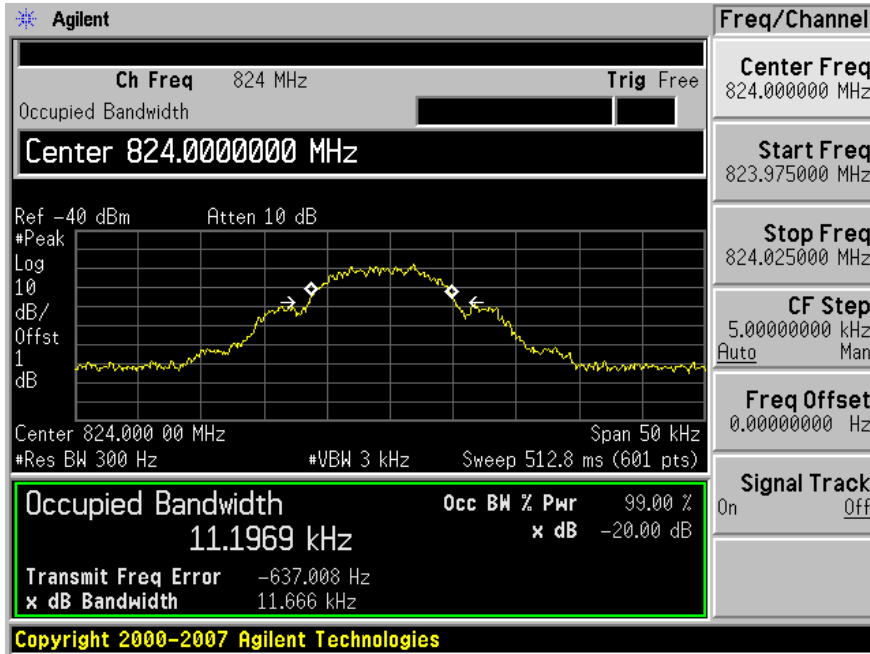 Agilent
Freq/Channel
Ch Freq 824 MHz Trig Free
Occupied Bandwidth
Center 824.0000000 MHz
Ref -40 dBm Atten 10 dB
#Peak
Log
10
dB/
Offst
1
dB
Center 824.000 00 MHz Span 50 kHz
#Res BW 300 Hz #VBW 3 kHz Sweep 512.8 ms (601 pts)
Occupied Bandwidth
11.1969 kHz
Occ BW % Pwr 99.00 %
x dB -20.00 dB
Transmit Freq Error -637.008 Hz
x dB Bandwidth 11.666 kHz
Copyright 2000-2007 Agilent Technologies
Center Freq
824.000000 MHz
Start Freq
823.975000 MHz
Stop Freq
824.025000 MHz
CF Step
5.00000000 kHz
Auto Man
Freq Offset
0.00000000 Hz
Signal Track
On Off